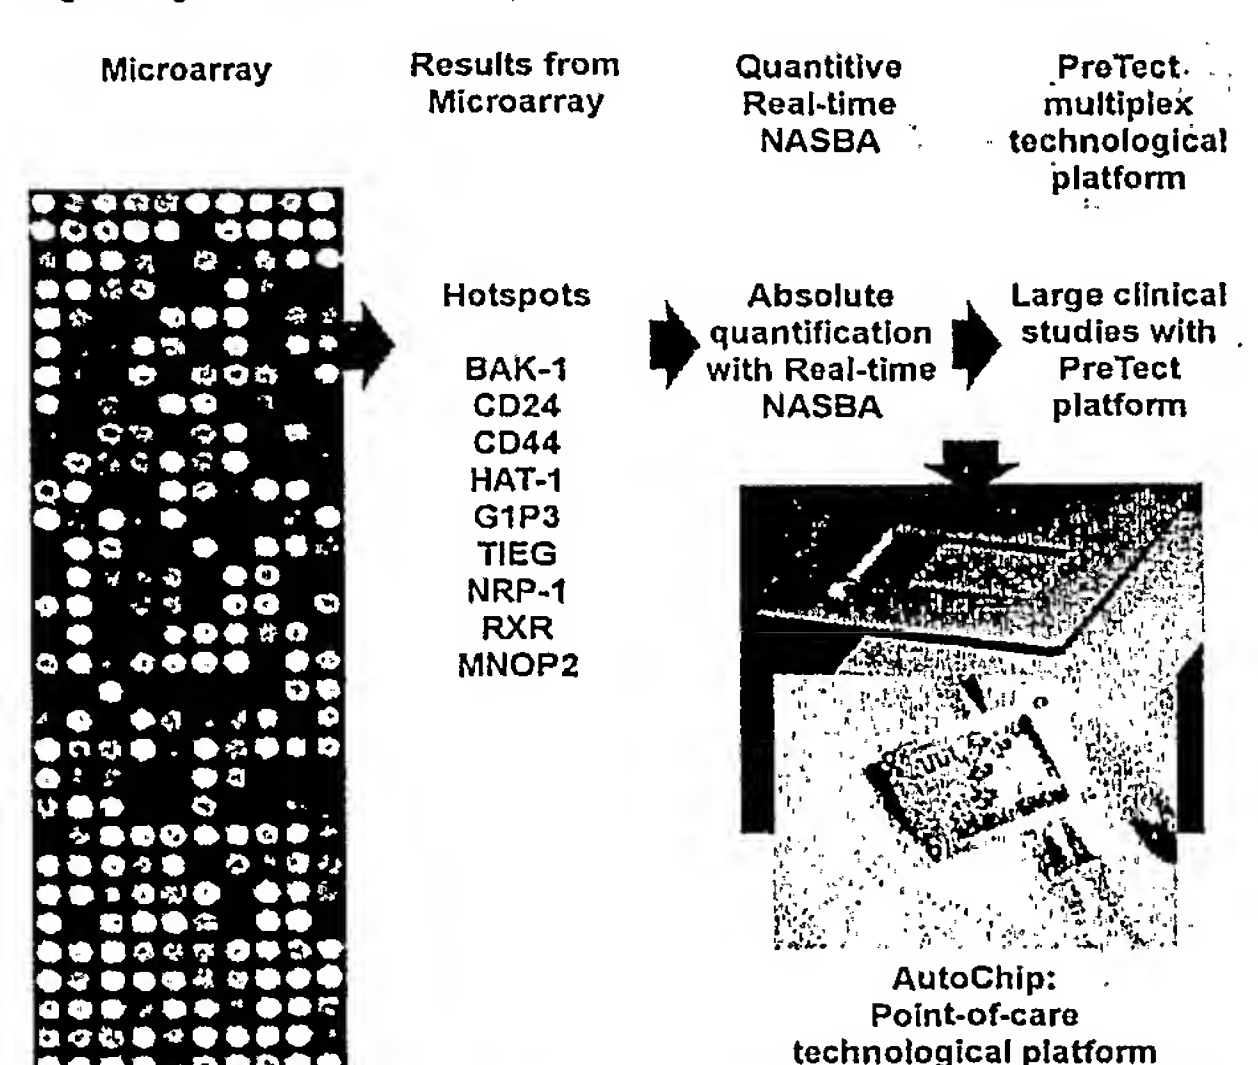 Microarray
Results from
Microarray
Quantitive
Real-time
NASBA
PreTect
multiplex
technological
platform
Hotspots
BAK-1
CD24
CD44
HAT-1
G1P3
TIEG
NRP-1
RXR
MNOP2
Absolute
quantification
with Real-time
NASBA
Large clinical
studies with
PreTect
platform
AutoChip:
Point-of-care
technological platform